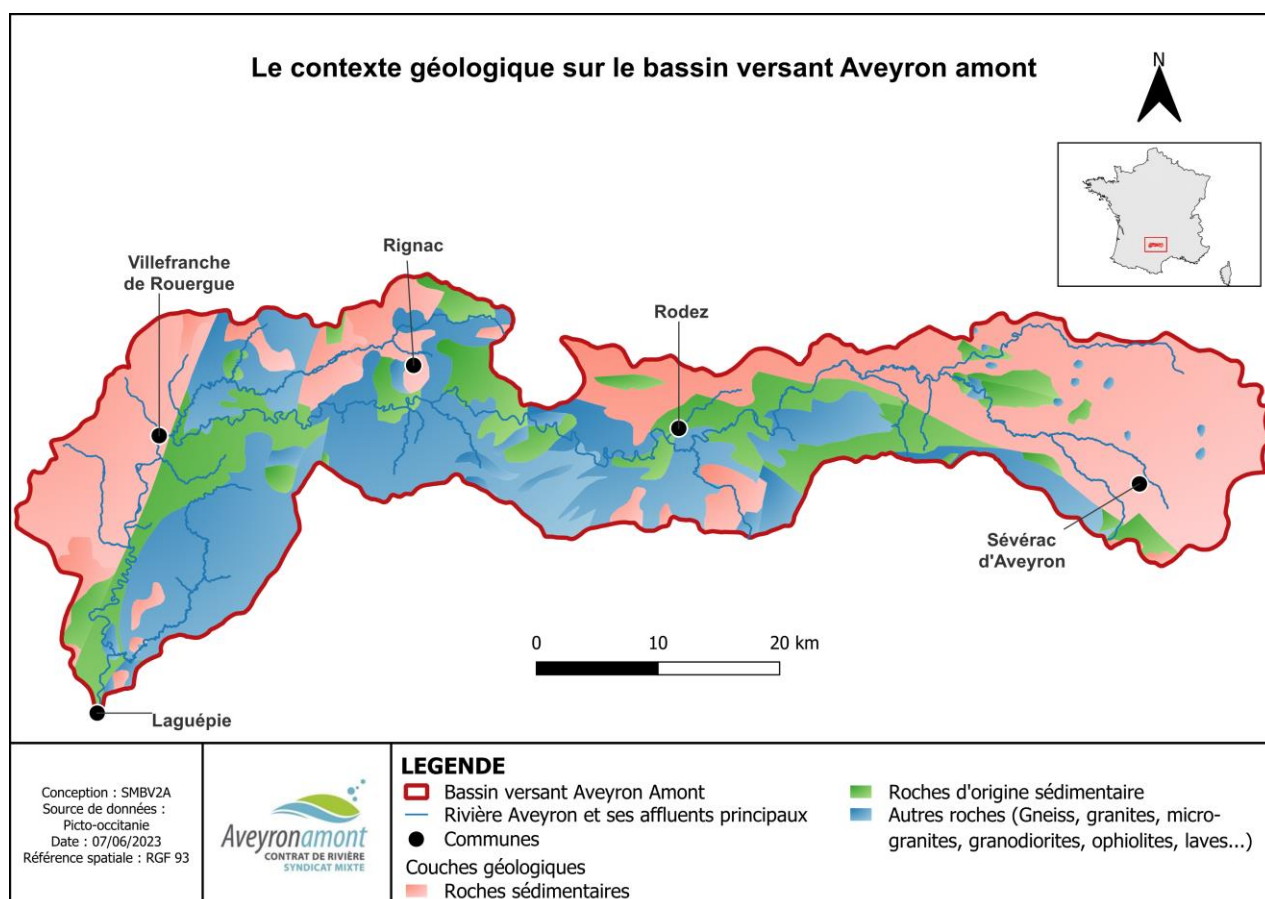 Le contexte géologique sur le bassin versant Aveyron amont
N
Rignac
Villefranche
de Rouergue
Rodez
Sévérac
d'Aveyron
0 10 20 km
Laguépie
Conception : SMBV2A
Source de données :
Picto-occitanie
Date : 07/06/2023
Référence spatiale : RGF 93
Aveyronamont
CONTRAT DE RIVIÈRE
SYNDICAT MIXTE
LEGENDE
Bassin versant Aveyron Amont
Rivière Aveyron et ses affluents principaux
Communes
Couches géologiques
Roches sédimentaires
Roches d'origine sédimentaire
Autres roches (Gneiss, granites, micro-
granites, granodiorites, ophiolites, laves...)